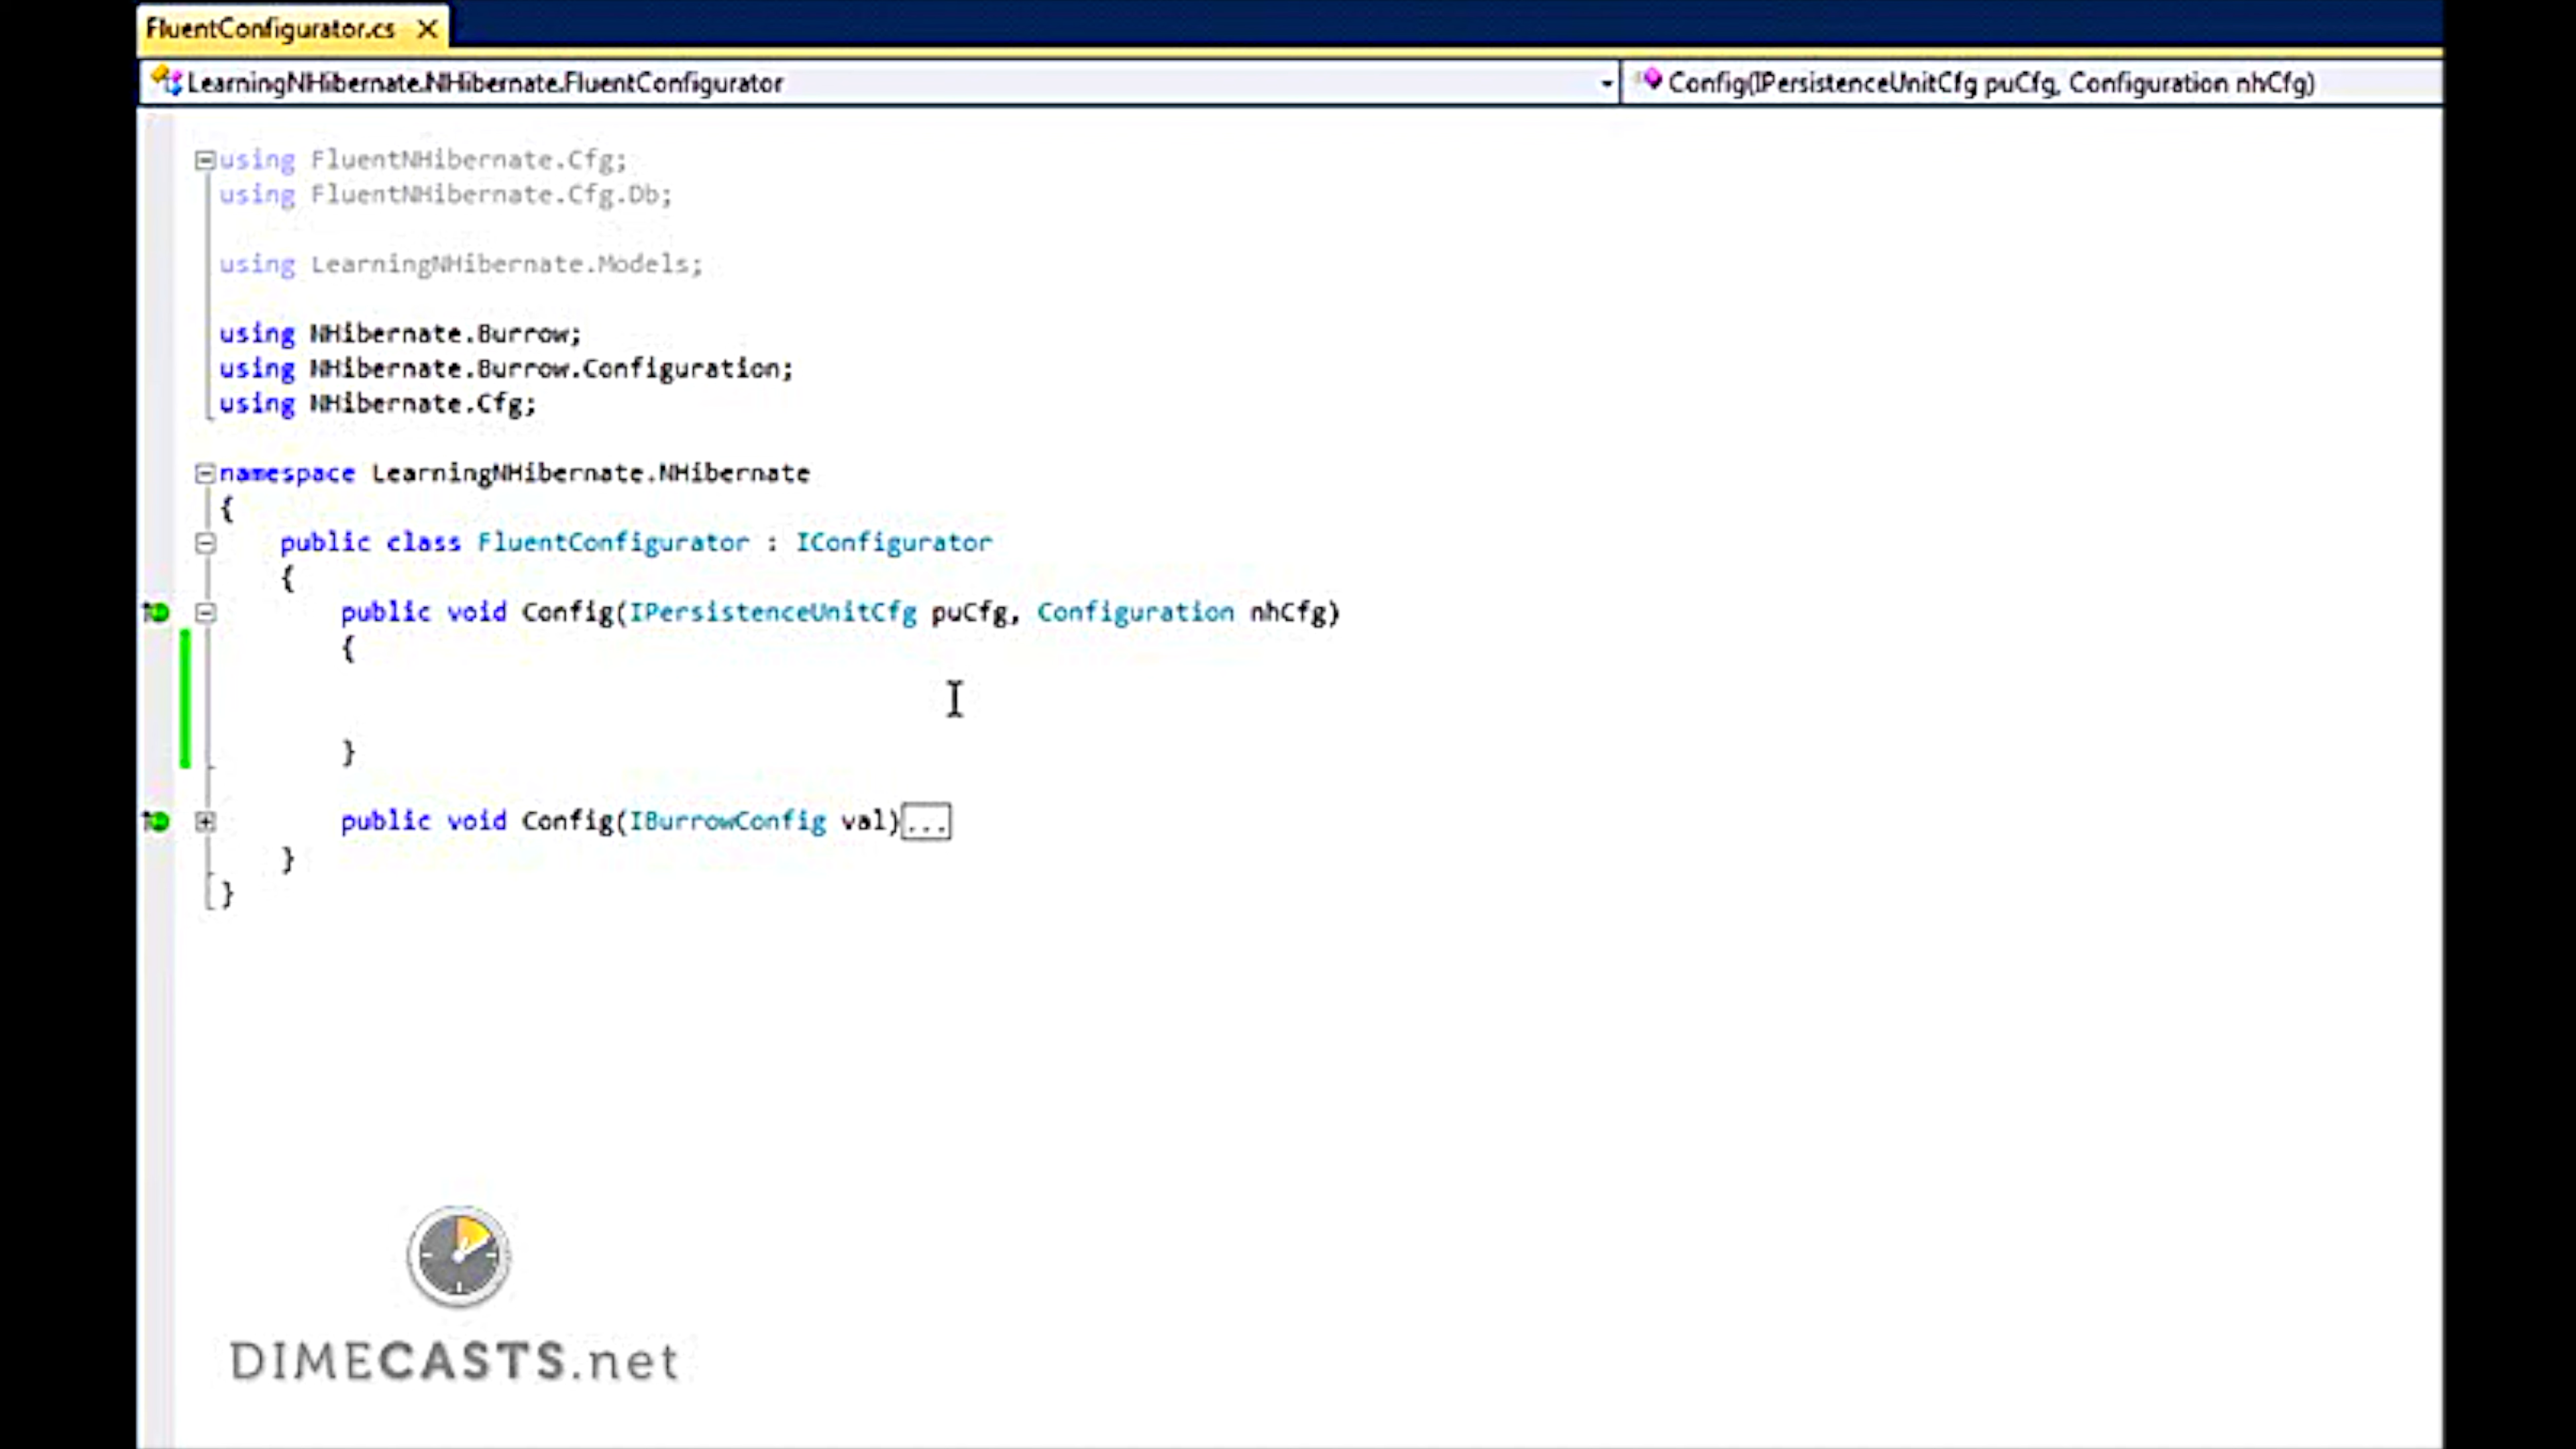 FluentConfigurator.cs X
LearningNHibernate.NHibernate.FluentConfigurator
Config(IPersistenceUnitCfg puCfg, Configuration nhCfg)
using FluentNHibernate.Cfg;
using FluentNHibernate.Cfg.Db;
using LearningNHibernate.Models;
using NHibernate.Burrow;
using NHibernate.Burrow.Configuration;
using NHibernate.Cfg;
namespace LearningNHibernate.NHibernate
{
public class FluentConfigurator : IConfigurator
{
public void Config(IPersistenceUnitCfg puCfg, Configuration nhCfg)
{
}
public void Config(IBurrowConfig val)...
}
}
DIMECASTS.net